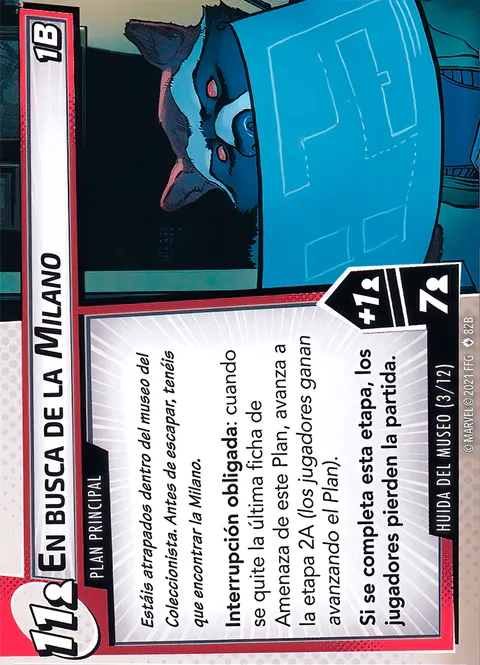 11
EN BUSCA DE LA MILANO
1B
PLAN PRINCIPAL
Estáis atrapados dentro del museo del
Coleccionista. Antes de escapar, tenéis
que encontrar la Milano.
Interrupción obligada: cuando
se quite la última ficha de
Amenaza de este Plan, avanza a
la etapa 2A (los jugadores ganan
avanzando el Plan).
Si se completa esta etapa, los
jugadores pierden la partida.
+1
7
HUIDA DEL MUSEO (3/12)
© MARVEL © 2021 FFG 82B